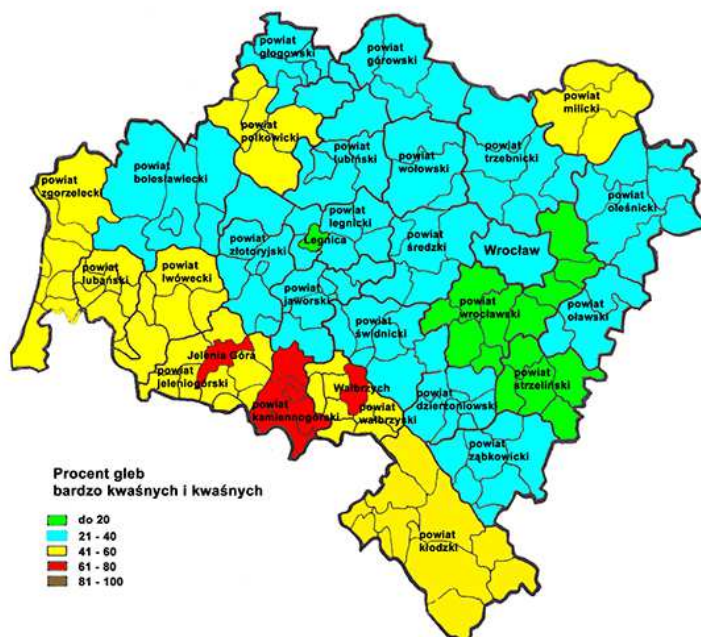 powiat
głogowski
powiat
górowski
powiat
milicki
powiat
polkowicki
powiat
lubiński
powiat
wołowski
powiat
trzebnicki
powiat
zgorzelecki
powiat
bolesławiecki
powiat
oleśnicki
powiat
legnicki
Legnica
powiat
złotoryjski
powiat
średzki
Wrocław
powiat
lubański
powiat
lwówecki
powiat
jaworski
powiat
wrocławski
powiat
oławski
powiat
świdnicki
Jelenia Góra
powiat
jeleniogórski
Wałbrzych
powiat
kamiennogórski
powiat
wałbrzyski
powiat
dzierżoniowski
powiat
strzeliński
powiat
ząbkowicki
powiat
kłodzki
Procent gleb
bardzo kwaśnych i kwaśnych
do 20
21 - 40
41 - 60
61 - 80
81 - 100